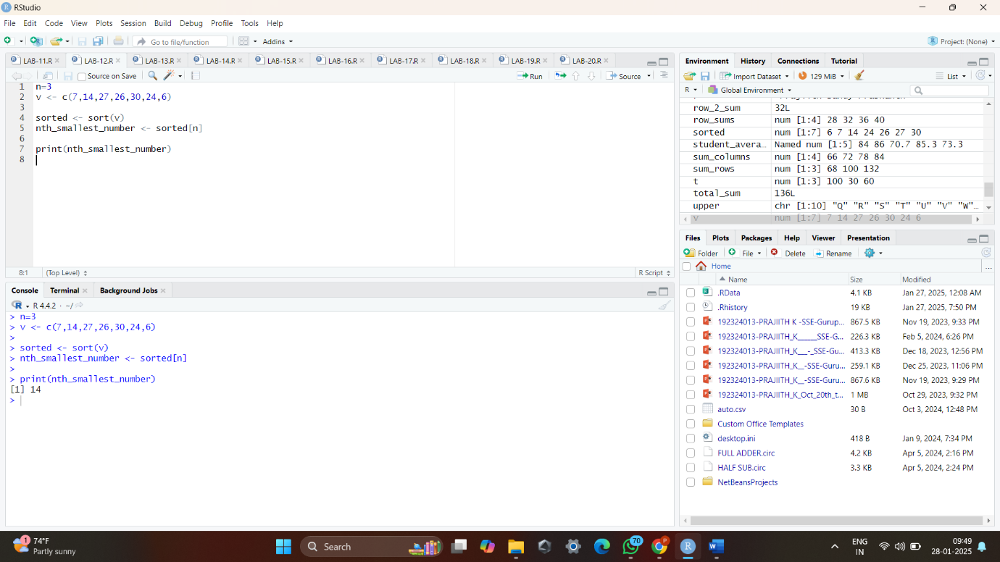 RStudio
File Edit Code View Plots Session Build Debug Profile Tools Help
Go to file/function Addins Project: (None)
LAB-11.R LAB-12.R LAB-13.R LAB-14.R LAB-15.R LAB-16.R LAB-17.R LAB-18.R LAB-19.R LAB-20.R
Source on Save Run Source
1 n=3
2 v <- c(7,14,27,26,30,24,6)
3
4 sorted <- sort(v)
5 nth_smallest_number <- sorted[n]
6
7 print(nth_smallest_number)
8
8:1 (Top Level) R Script
Console Terminal Background Jobs
R 4.4.2 · ~/
> n=3
> v <- c(7,14,27,26,30,24,6)
>
> sorted <- sort(v)
> nth_smallest_number <- sorted[n]
>
> print(nth_smallest_number)
[1] 14
>
Environment History Connections Tutorial
Import Dataset 129 MiB List
R Global Environment
row_2_sum 32L
row_sums num [1:4] 28 32 36 40
sorted num [1:7] 6 7 14 24 26 27 30
student_avera… Named num [1:5] 84 86 70.7 85.3 73.3
sum_columns num [1:4] 66 72 78 84
sum_rows num [1:3] 68 100 132
t num [1:3] 100 30 60
total_sum 136L
upper chr [1:10] "Q" "R" "S" "T" "U" "V" "W"…
v num [1:7] 7 14 27 26 30 24 6
Files Plots Packages Help Viewer Presentation
Folder File Delete Rename
Home ...
Name Size Modified
.RData 4.1 KB Jan 27, 2025, 12:08 AM
.Rhistory 19 KB Jan 27, 2025, 7:50 PM
192324013-PRAJIITH K -SSE-Gurup... 867.5 KB Nov 19, 2023, 9:33 PM
192324013-PRAJIITH_K_____SSE-G... 226.3 KB Feb 5, 2024, 6:26 PM
192324013-PRAJIITH_K__-_SSE-Gu... 413.3 KB Dec 18, 2023, 12:56 PM
192324013-PRAJIITH_K__-SSE-Guru... 259.1 KB Dec 25, 2023, 11:06 PM
192324013-PRAJIITH_K__-SSE-Guru... 867.6 KB Nov 19, 2023, 9:29 PM
192324013-PRAJIITH_K_Oct_20th_t... 1 MB Oct 29, 2023, 9:32 PM
auto.csv 30 B Oct 3, 2024, 12:48 PM
Custom Office Templates
desktop.ini 418 B Jan 9, 2024, 7:34 PM
FULL ADDER.circ 4.2 KB Apr 5, 2024, 2:16 PM
HALF SUB.circ 3.3 KB Apr 5, 2024, 2:24 PM
NetBeansProjects
1 74°F
Partly sunny
Search
70
P
ENG
IN
09:49
28-01-2025